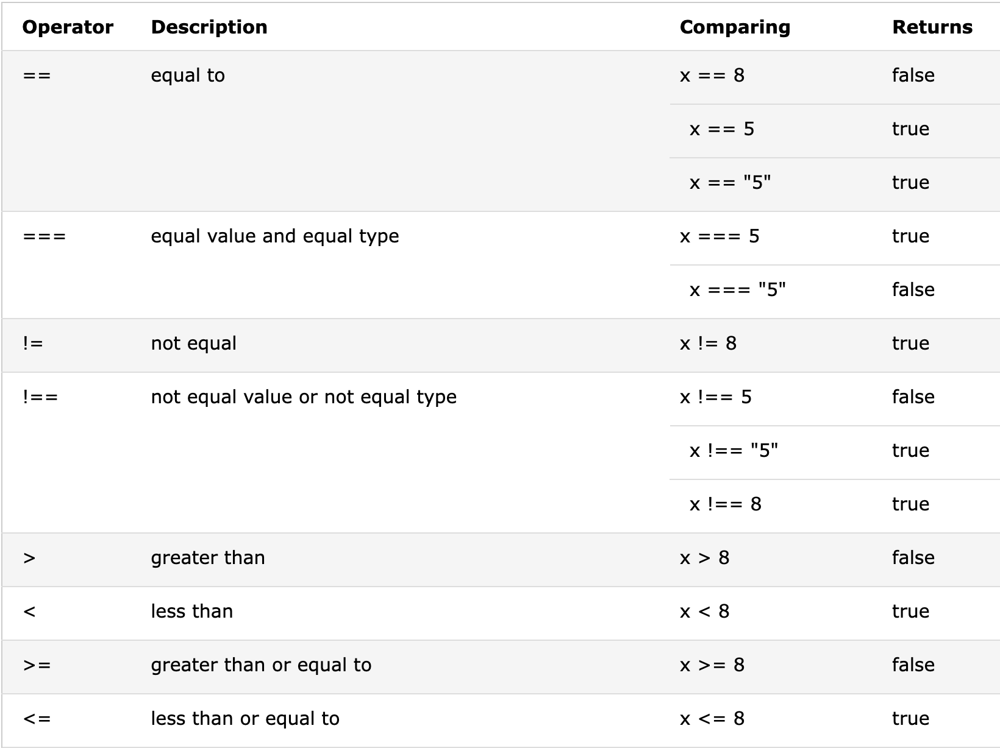 Operator Description Comparing Returns
== equal to x == 8 false
x == 5 true
x == "5" true
=== equal value and equal type x === 5 true
x === "5" false
!= not equal x != 8 true
!== not equal value or not equal type x !== 5 false
x !== "5" true
x !== 8 true
> greater than x > 8 false
< less than x < 8 true
>= greater than or equal to x >= 8 false
<= less than or equal to x <= 8 true